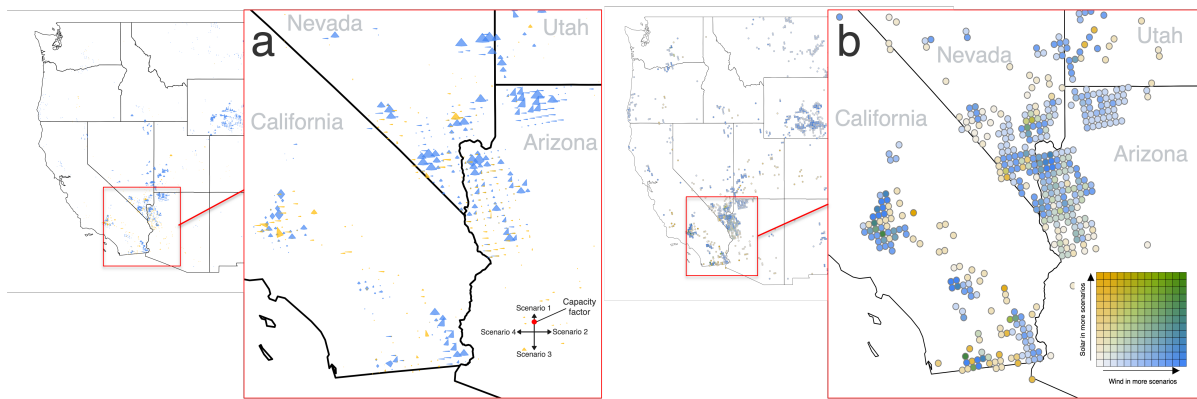 a
Nevada
Utah
California
Arizona
Scenario 1
Capacity
factor
Scenario 4
Scenario 2
Scenario 3
b
Utah
Nevada
California
Arizona
Solar in more scenarios
Wind in more scenarios